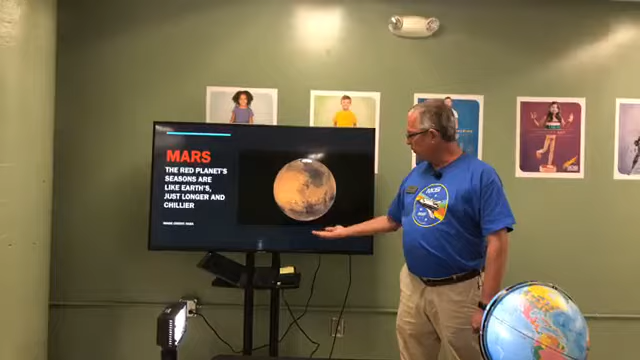 MARS
THE RED PLANET'S
SEASONS ARE
LIKE EARTH'S,
JUST LONGER AND
CHILLIER